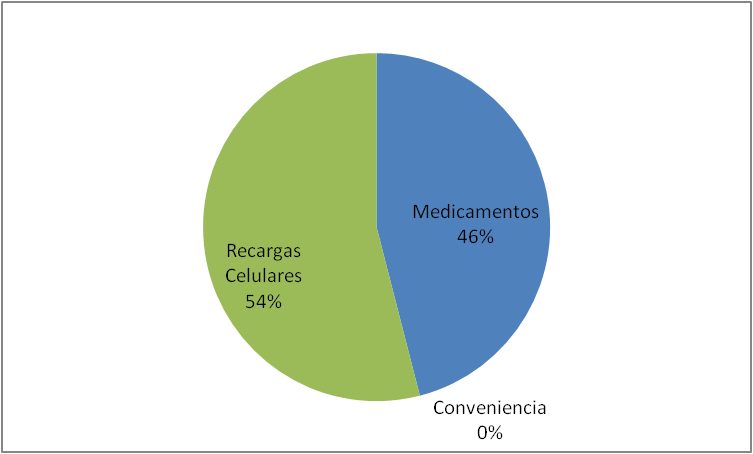 Medicamentos
46%
Recargas
Celulares
54%
Conveniencia
0%